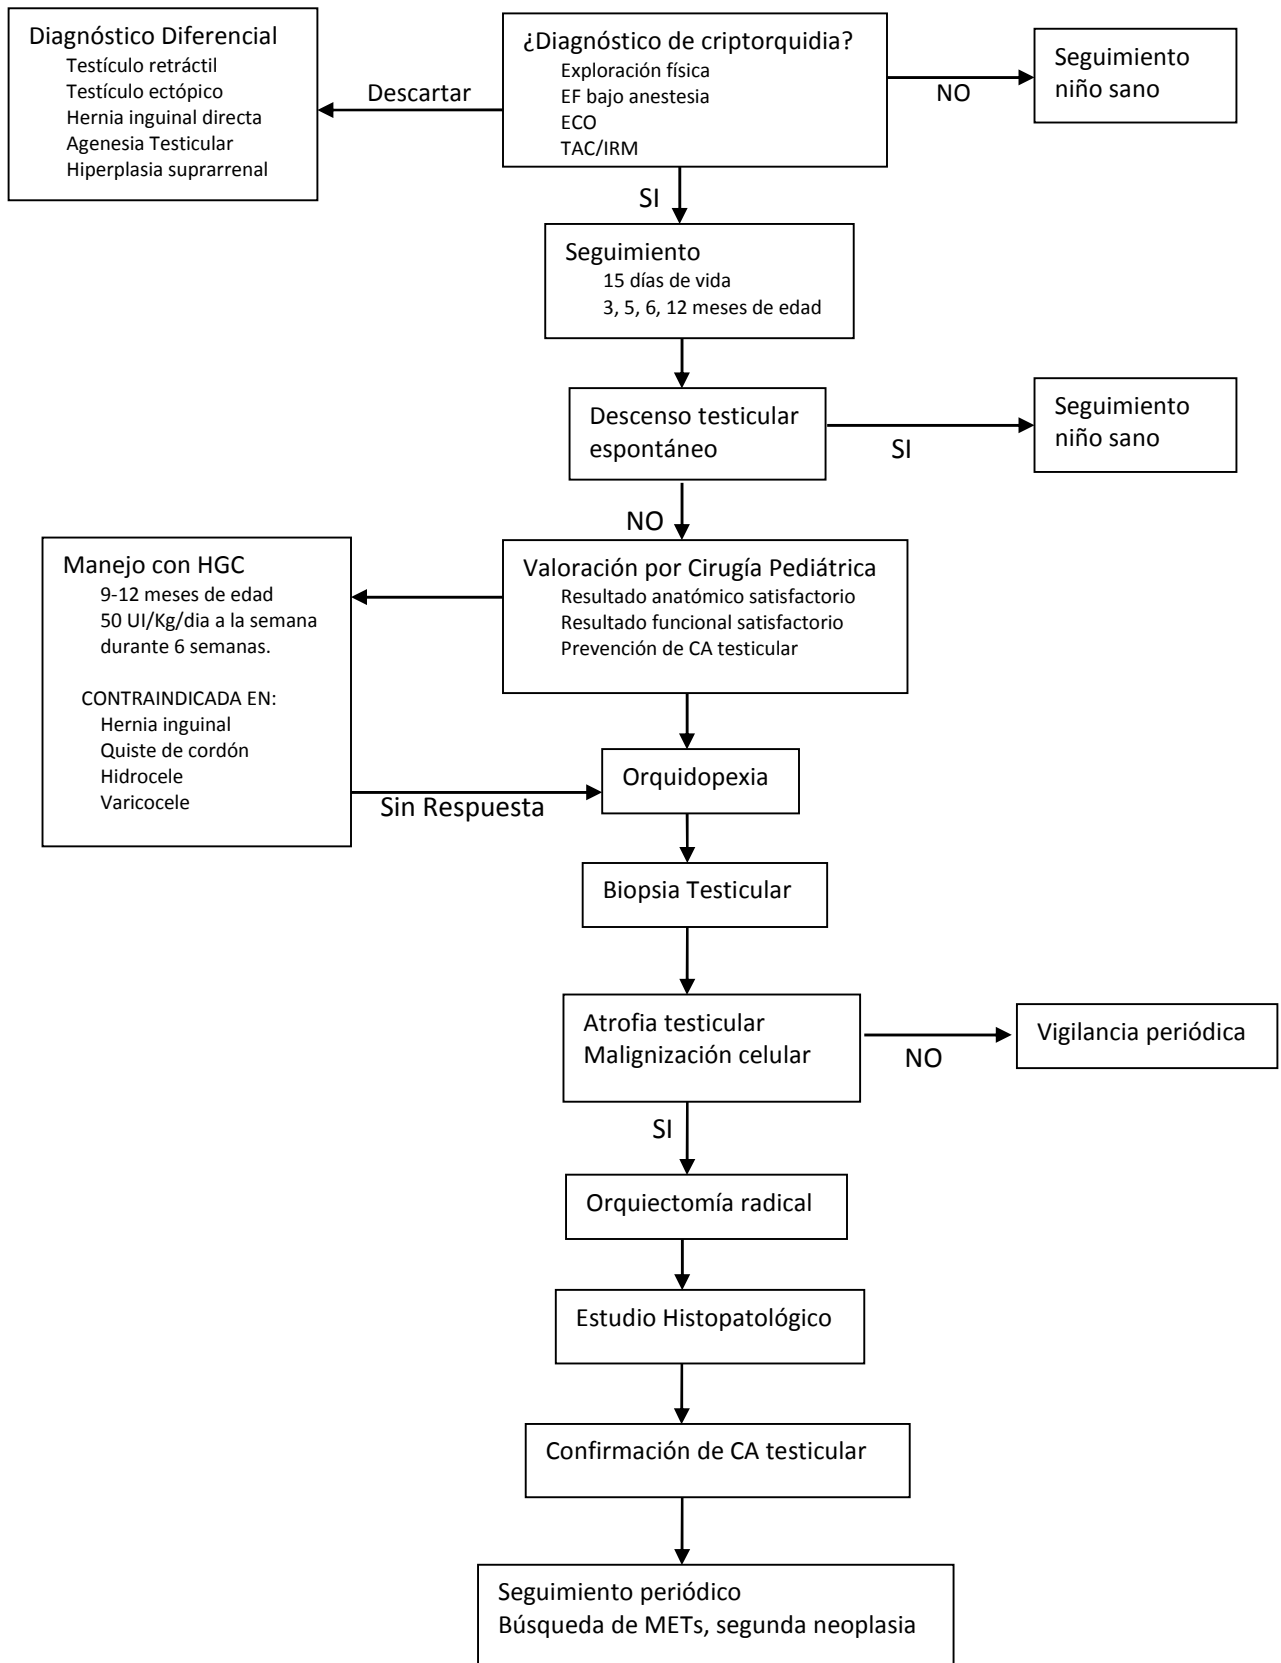 Diagnóstico Diferencial
Testículo retráctil
Testículo ectópico
Hernia inguinal directa
Agenesia Testicular
Hiperplasia suprarrenal
Descartar
¿Diagnóstico de criptorquidia?
Exploración física
EF bajo anestesia
ECO
TAC/IRM
NO
Seguimiento
niño sano
SI
Seguimiento
15 días de vida
3, 5, 6, 12 meses de edad
Descenso testicular
espontáneo
SI
Seguimiento
niño sano
NO
Valoración por Cirugía Pediátrica
Resultado anatómico satisfactorio
Resultado funcional satisfactorio
Prevención de CA testicular
Manejo con HGC
9-12 meses de edad
50 UI/Kg/dia a la semana
durante 6 semanas.
CONTRAINDICADA EN:
Hernia inguinal
Quiste de cordón
Hidrocele
Varicocele
Sin Respuesta
Orquidopexia
Biopsia Testicular
Atrofia testicular
Malignización celular
NO
Vigilancia periódica
SI
Orquiectomía radical
Estudio Histopatológico
Confirmación de CA testicular
Seguimiento periódico
Búsqueda de METs, segunda neoplasia